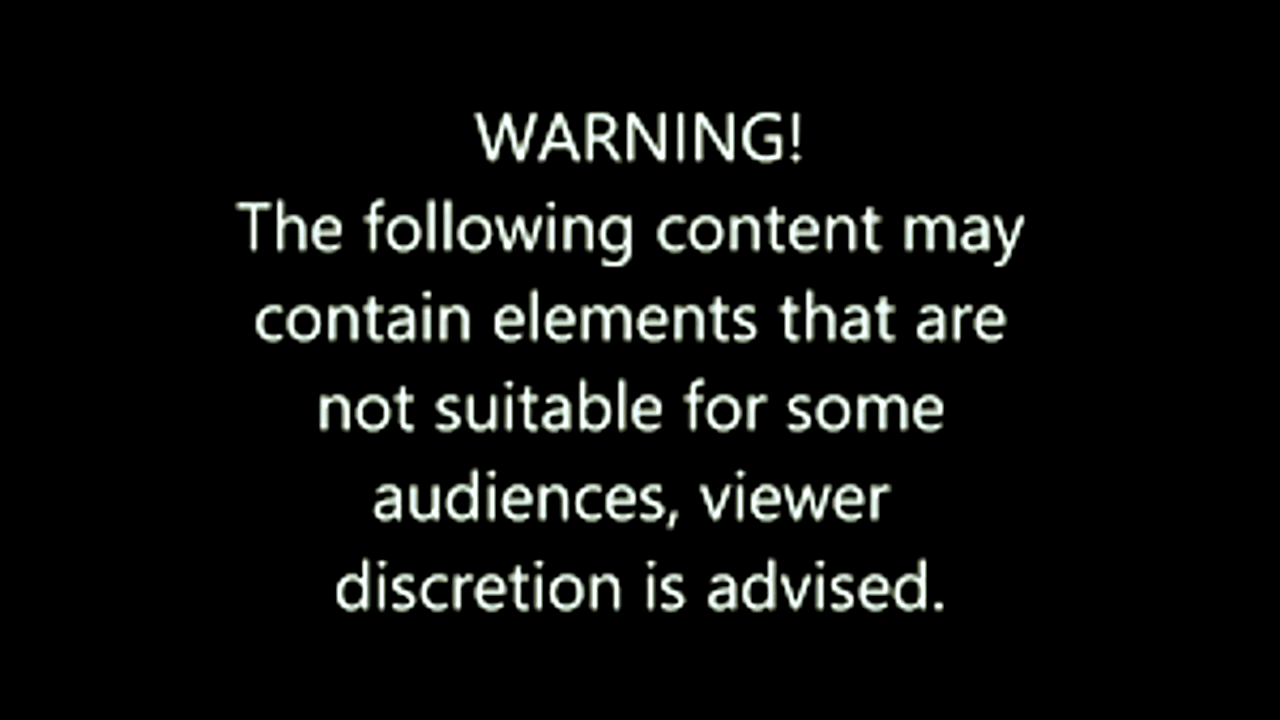 WARNING!
The following content may
contain elements that are
not suitable for some
audiences, viewer
discretion is advised.